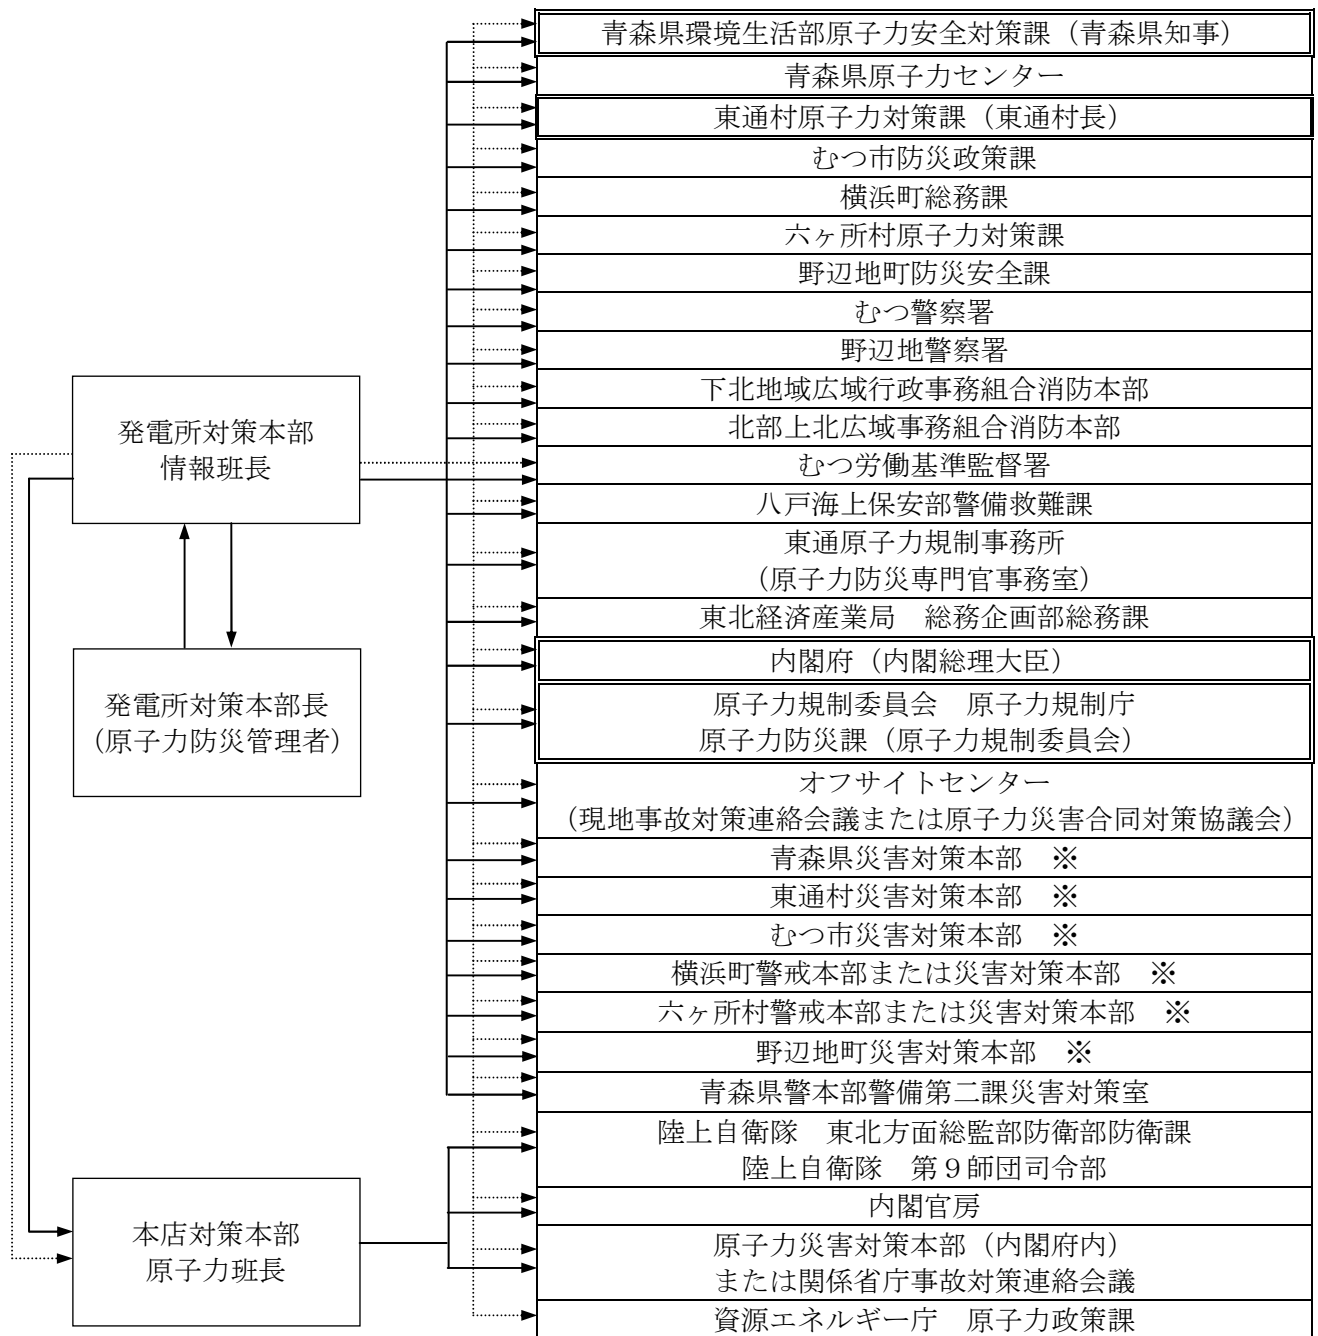 青森県環境生活部原子力安全対策課（青森県知事）
青森県原子力センター
東通村原子力対策課（東通村長）
むつ市防災政策課
横浜町総務課
六ヶ所村原子力対策課
野辺地町防災安全課
むつ警察署
野辺地警察署
下北地域広域行政事務組合消防本部
北部上北広域事務組合消防本部
むつ労働基準監督署
八戸海上保安部警備救難課
東通原子力規制事務所
（原子力防災専門官事務室）
東北経済産業局　総務企画部総務課
内閣府（内閣総理大臣）
原子力規制委員会　原子力規制庁
原子力防災課（原子力規制委員会）
オフサイトセンター
（現地事故対策連絡会議または原子力災害合同対策協議会）
青森県災害対策本部　※
東通村災害対策本部　※
むつ市災害対策本部　※
横浜町警戒本部または災害対策本部　※
六ヶ所村警戒本部または災害対策本部　※
野辺地町災害対策本部　※
青森県警本部警備第二課災害対策室
陸上自衛隊　東北方面総監部防衛部防衛課
陸上自衛隊　第９師団司令部
内閣官房
原子力災害対策本部（内閣府内）
または関係省庁事故対策連絡会議
資源エネルギー庁　原子力政策課
発電所対策本部
情報班長
発電所対策本部長
（原子力防災管理者）
本店対策本部
原子力班長